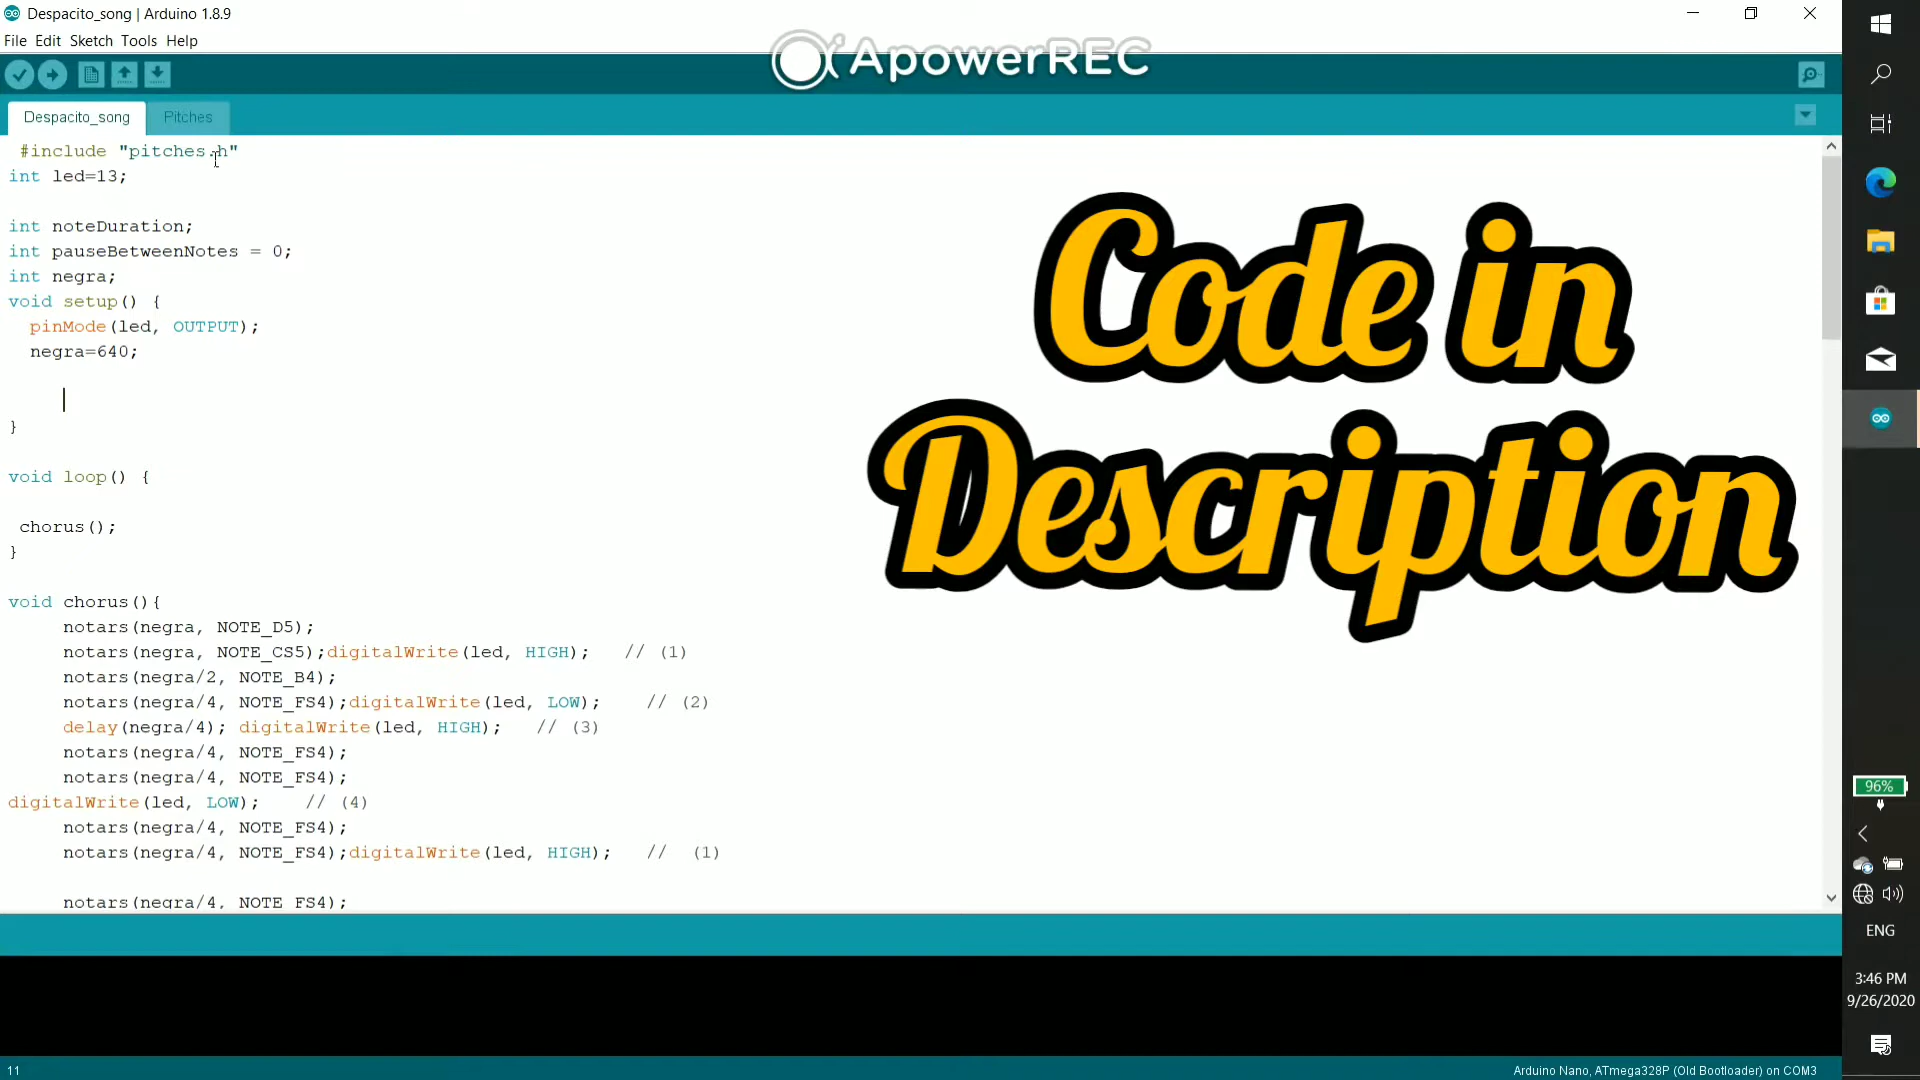 Despacito_song | Arduino 1.8.9
File Edit Sketch Tools Help
ApowerREC
Despacito_song Pitches
#include "pitches.h"
int led=13;
int noteDuration;
int pauseBetweenNotes = 0;
int negra;
void setup() {
pinMode(led, OUTPUT);
negra=640;
}
void loop() {
chorus();
}
void chorus(){
notars(negra, NOTE_D5);
notars(negra, NOTE_CS5);digitalWrite(led, HIGH); // (1)
notars(negra/2, NOTE_B4);
notars(negra/4, NOTE_FS4);digitalWrite(led, LOW); // (2)
delay(negra/4); digitalWrite(led, HIGH); // (3)
notars(negra/4, NOTE_FS4);
notars(negra/4, NOTE_FS4);
digitalWrite(led, LOW); // (4)
notars(negra/4, NOTE_FS4);
notars(negra/4, NOTE_FS4);digitalWrite(led, HIGH); // (1)
notars(negra/4, NOTE_FS4);
Code in
Description
96%
ENG
3:46 PM
9/26/2020
11
Arduino Nano, ATmega328P (Old Bootloader) on COM3